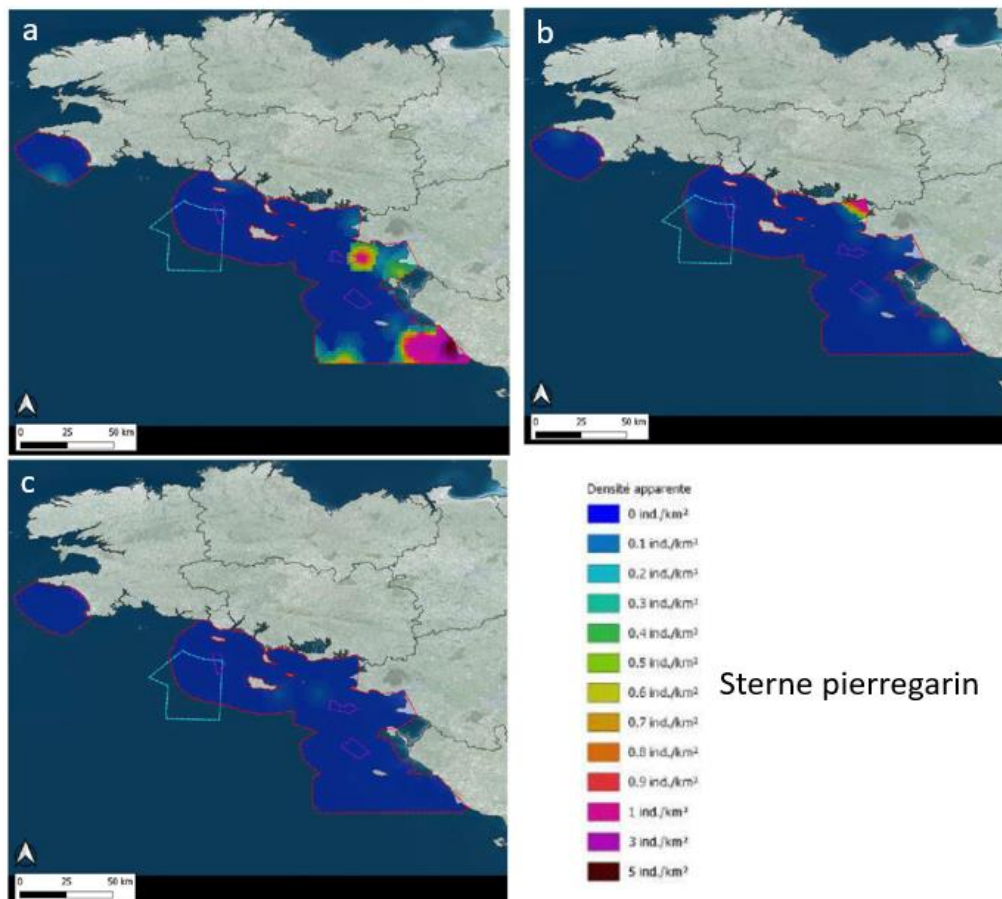 a
0 25 50 km
b
0 25 50 km
c
0 25 50 km
Densité apparente
0 ind./km²
0.1 ind./km²
0.2 ind./km²
0.3 ind./km²
0.4 ind./km²
0.5 ind./km²
0.6 ind./km²
0.7 ind./km²
0.8 ind./km²
0.9 ind./km²
1 ind./km²
3 ind./km²
5 ind./km²
Sterne pierregarin